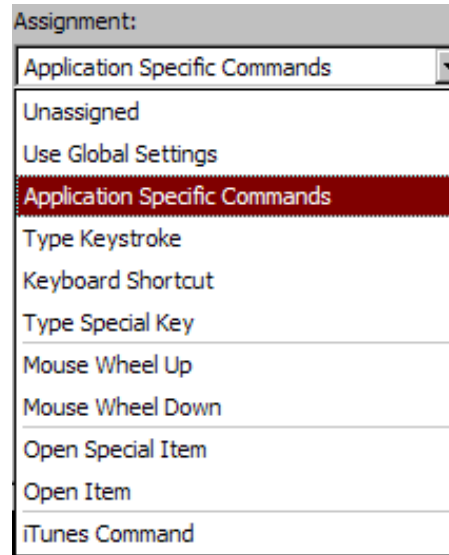 Assignment:
Application Specific Commands
Unassigned
Use Global Settings
Application Specific Commands
Type Keystroke
Keyboard Shortcut
Type Special Key
Mouse Wheel Up
Mouse Wheel Down
Open Special Item
Open Item
iTunes Command